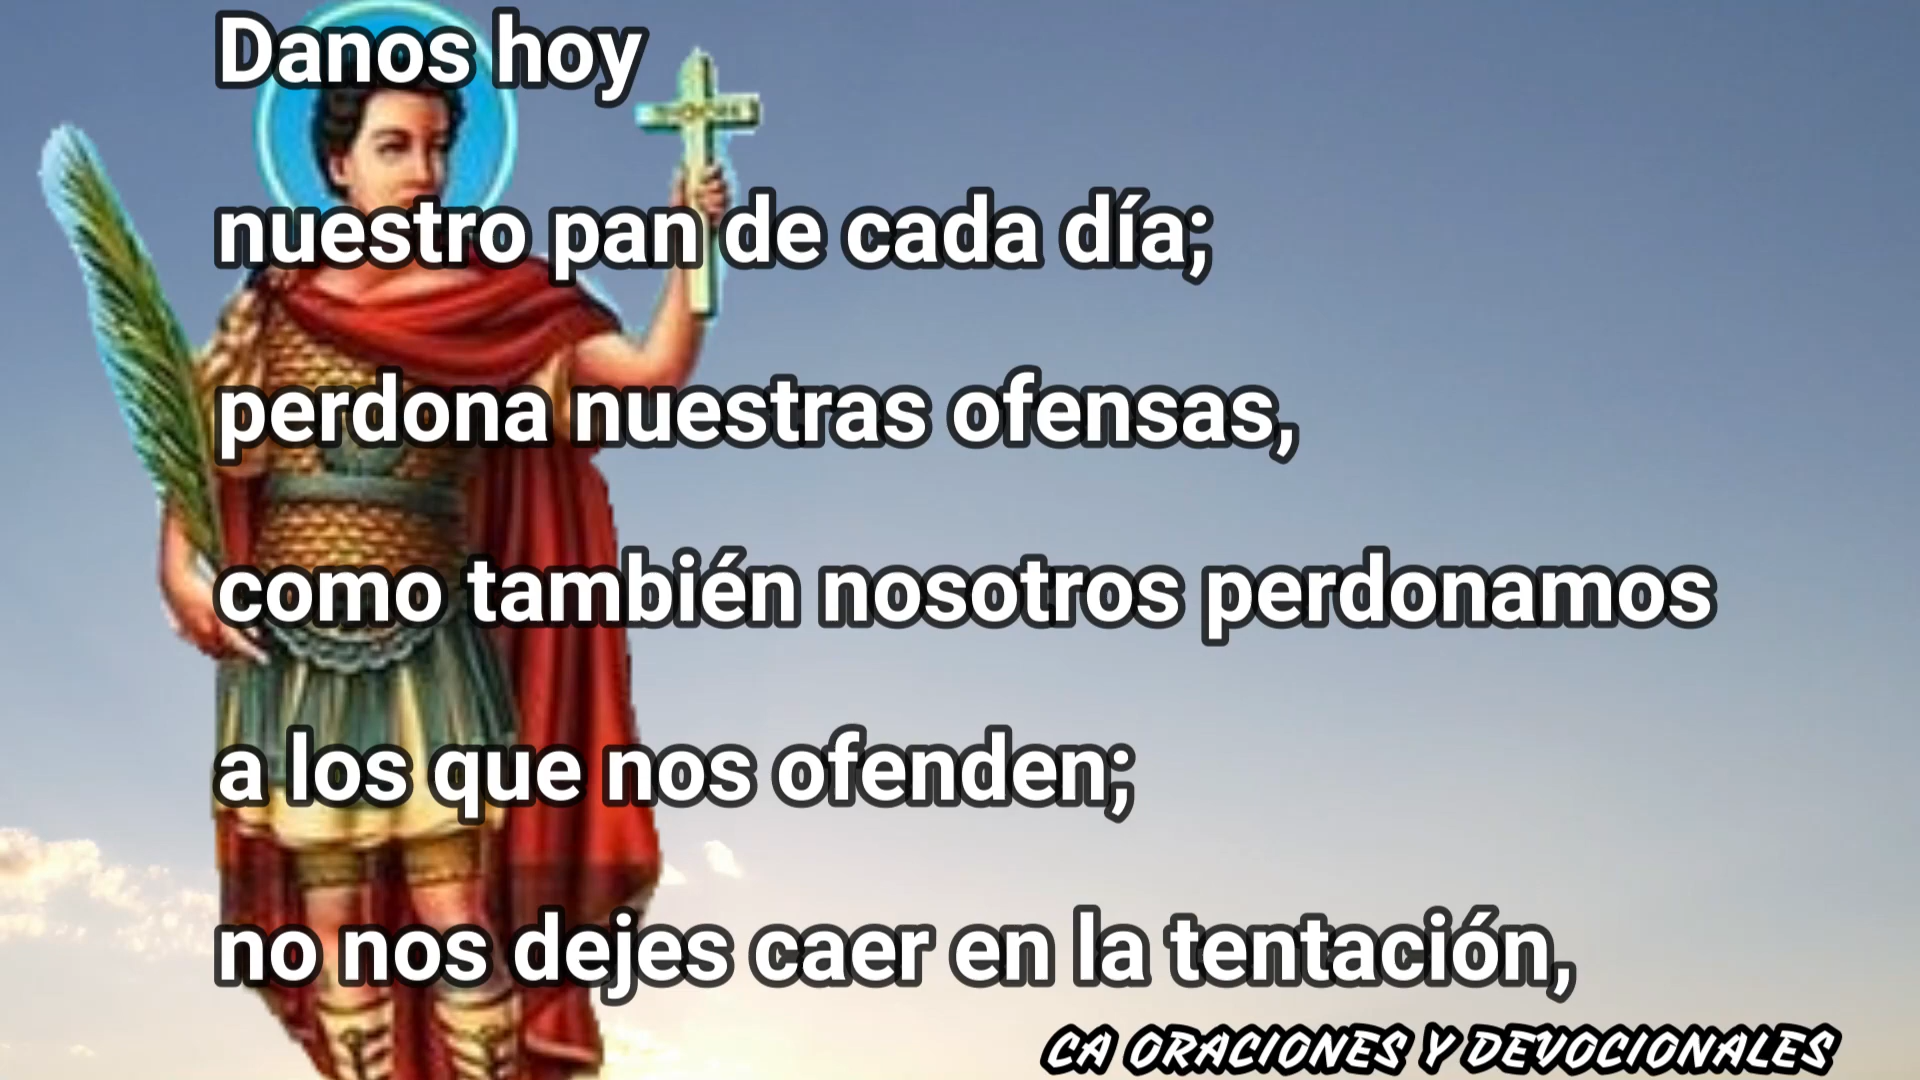 Danos hoy
nuestro pan de cada día;
perdona nuestras ofensas,
como también nosotros perdonamos
a los que nos ofenden;
no nos dejes caer en la tentación,
CA ORACIONES Y DEVOCIONALES